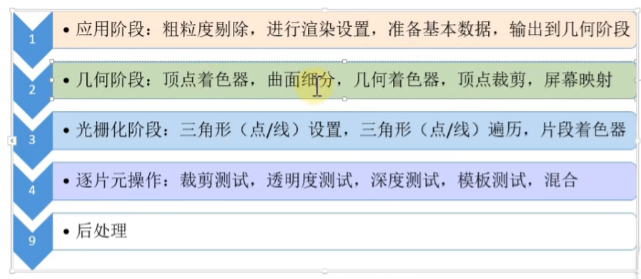 1
• 应用阶段：粗粒度剔除，进行渲染设置，准备基本数据，输出到几何阶段
2
• 几何阶段：顶点着色器，曲面细分，几何着色器，顶点裁剪，屏幕映射
3
• 光栅化阶段：三角形（点/线）设置，三角形（点/线）遍历，片段着色器
4
• 逐片元操作：裁剪测试，透明度测试，深度测试，模板测试，混合
9
• 后处理